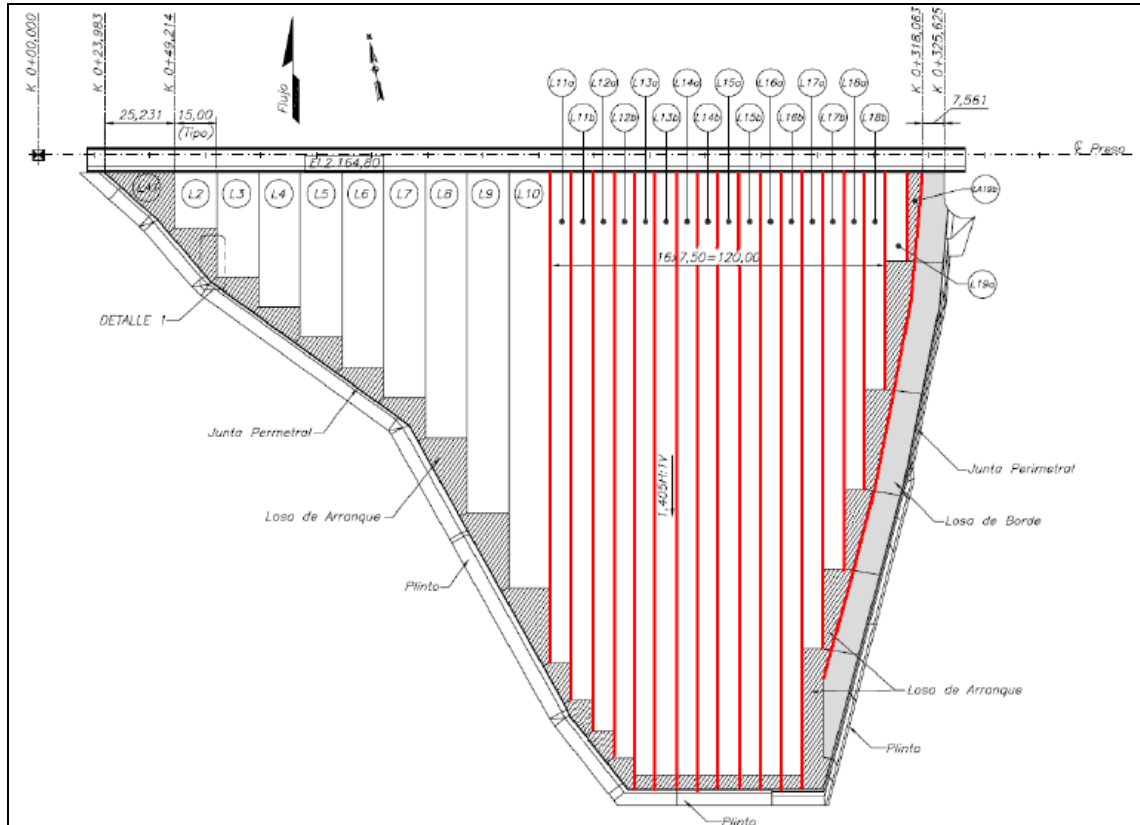 K 0+00,000
K 0+23,983
K 0+49,214
K 0+318,063
K 0+325,625
25,231
15,00
(Tipo)
Flujo
7,561
L11a
L12a
L13a
L14a
L15a
L16a
L17a
L18a
L11b
L12b
L13b
L14b
L15b
L16b
L17b
L18b
Presa
El.2.164,80
LA1
L2
L3
L4
L5
L6
L7
L8
L9
L10
LA19b
16x7,50=120,00
L19a
DETALLE 1
Junta Permetral
Junta Perimetral
1,405H:1V
Losa de Arranque
Losa de Borde
Plinto
Losa de Arranque
Plinto
Plinto